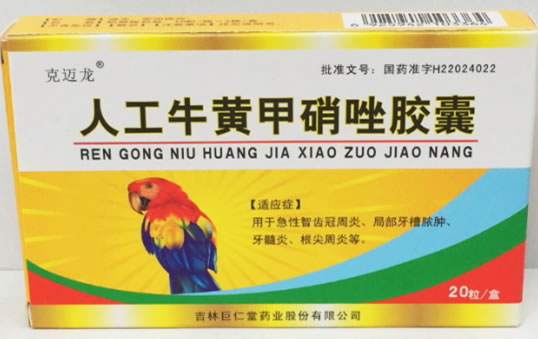 克迈龙®
批准文号：国药准字H22024022
人工牛黄甲硝唑胶囊
REN GONG NIU HUANG JIA XIAO ZUO JIAO NANG
【适应症】
用于急性智齿冠周炎、局部牙槽脓肿、
牙髓炎、根尖周炎等。
20粒/盒
吉林巨仁堂药业股份有限公司